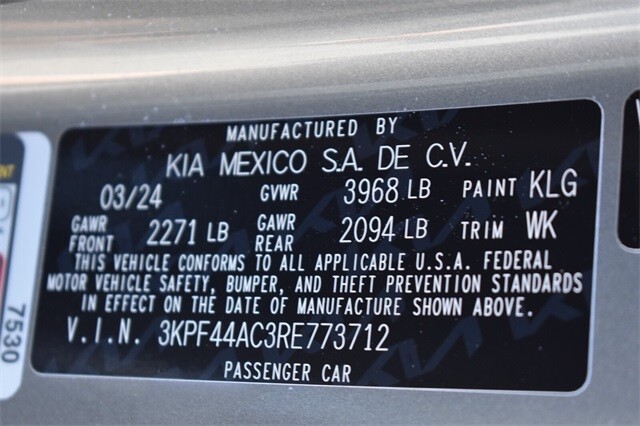 MANUFACTURED BY
KIA MEXICO S.A. DE C.V.
03/24 GVWR 3968 LB PAINT KLG
GAWR FRONT 2271 LB GAWR REAR 2094 LB TRIM WK
THIS VEHICLE CONFORMS TO ALL APPLICABLE U.S.A. FEDERAL
MOTOR VEHICLE SAFETY, BUMPER, AND THEFT PREVENTION STANDARDS
IN EFFECT ON THE DATE OF MANUFACTURE SHOWN ABOVE.
V.I.N. 3KPF44AC3RE773712
PASSENGER CAR
7530